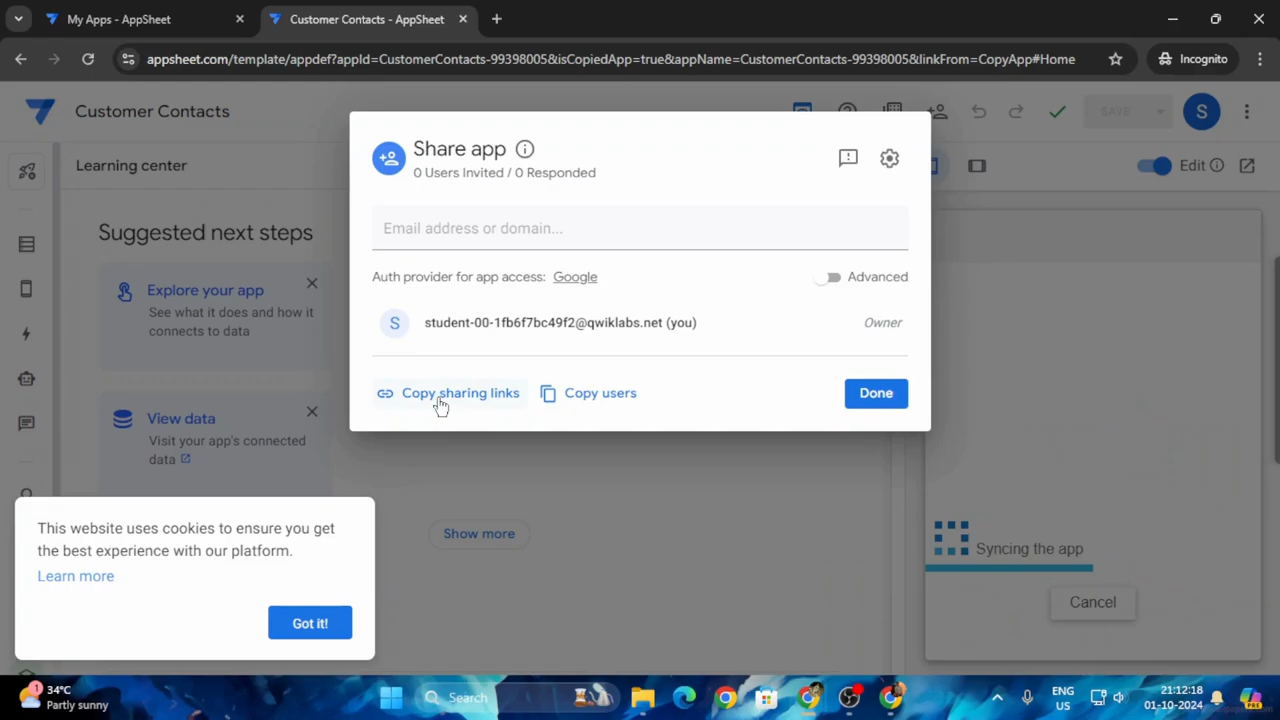 My Apps - AppSheet
Customer Contacts - AppSheet
appsheet.com/template/appdef?appId=CustomerContacts-99398005&isCopiedApp=true&appName=CustomerContacts-99398005&linkFrom=CopyApp#Home
Incognito
Customer Contacts
SAVE
S
Learning center
Edit
Share app
0 Users Invited / 0 Responded
Email address or domain...
Auth provider for app access: Google
Advanced
S
student-00-1fb6f7bc49f2@qwiklabs.net (you)
Owner
Copy sharing links
Copy users
Done
Suggested next steps
Explore your app
See what it does and how it
connects to data
View data
Visit your app's connected
data
Show more
This website uses cookies to ensure you get
the best experience with our platform.
Learn more
Got it!
Syncing the app
Cancel
1
34°C
Partly sunny
Search
ENG
US
21:12:18
01-10-2024
PRE